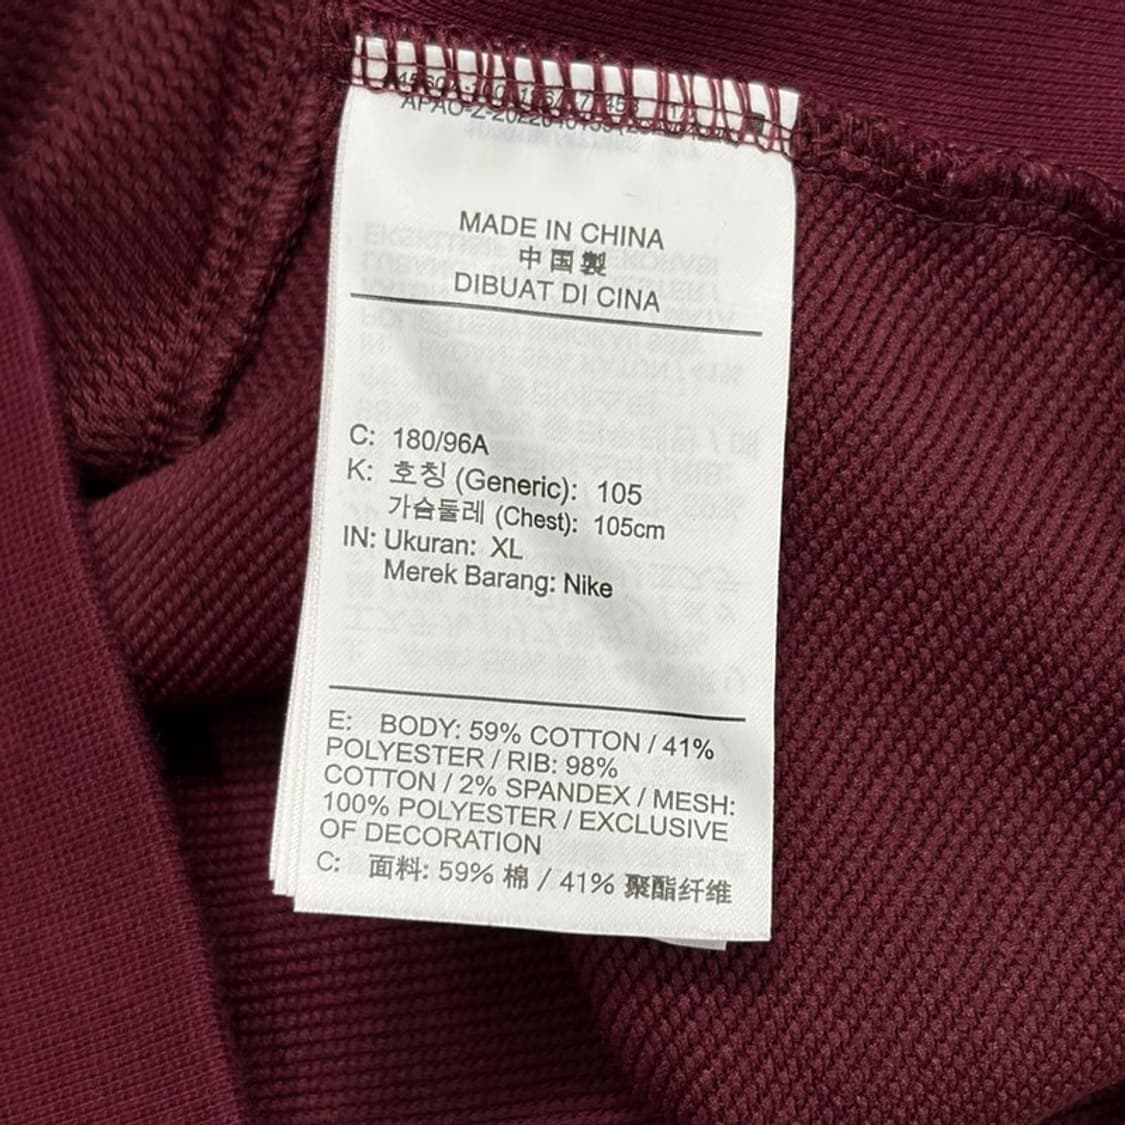 MADE IN CHINA
中国製
DIBUAT DI CINA
C: 180/96A
K: 호칭 (Generic): 105
가슴둘레 (Chest): 105cm
IN: Ukuran: XL
Merek Barang: Nike
E: BODY: 59% COTTON / 41%
POLYESTER / RIB: 98%
COTTON / 2% SPANDEX / MESH:
100% POLYESTER / EXCLUSIVE
OF DECORATION
C: 面料: 59% 棉 / 41% 聚酯纤维